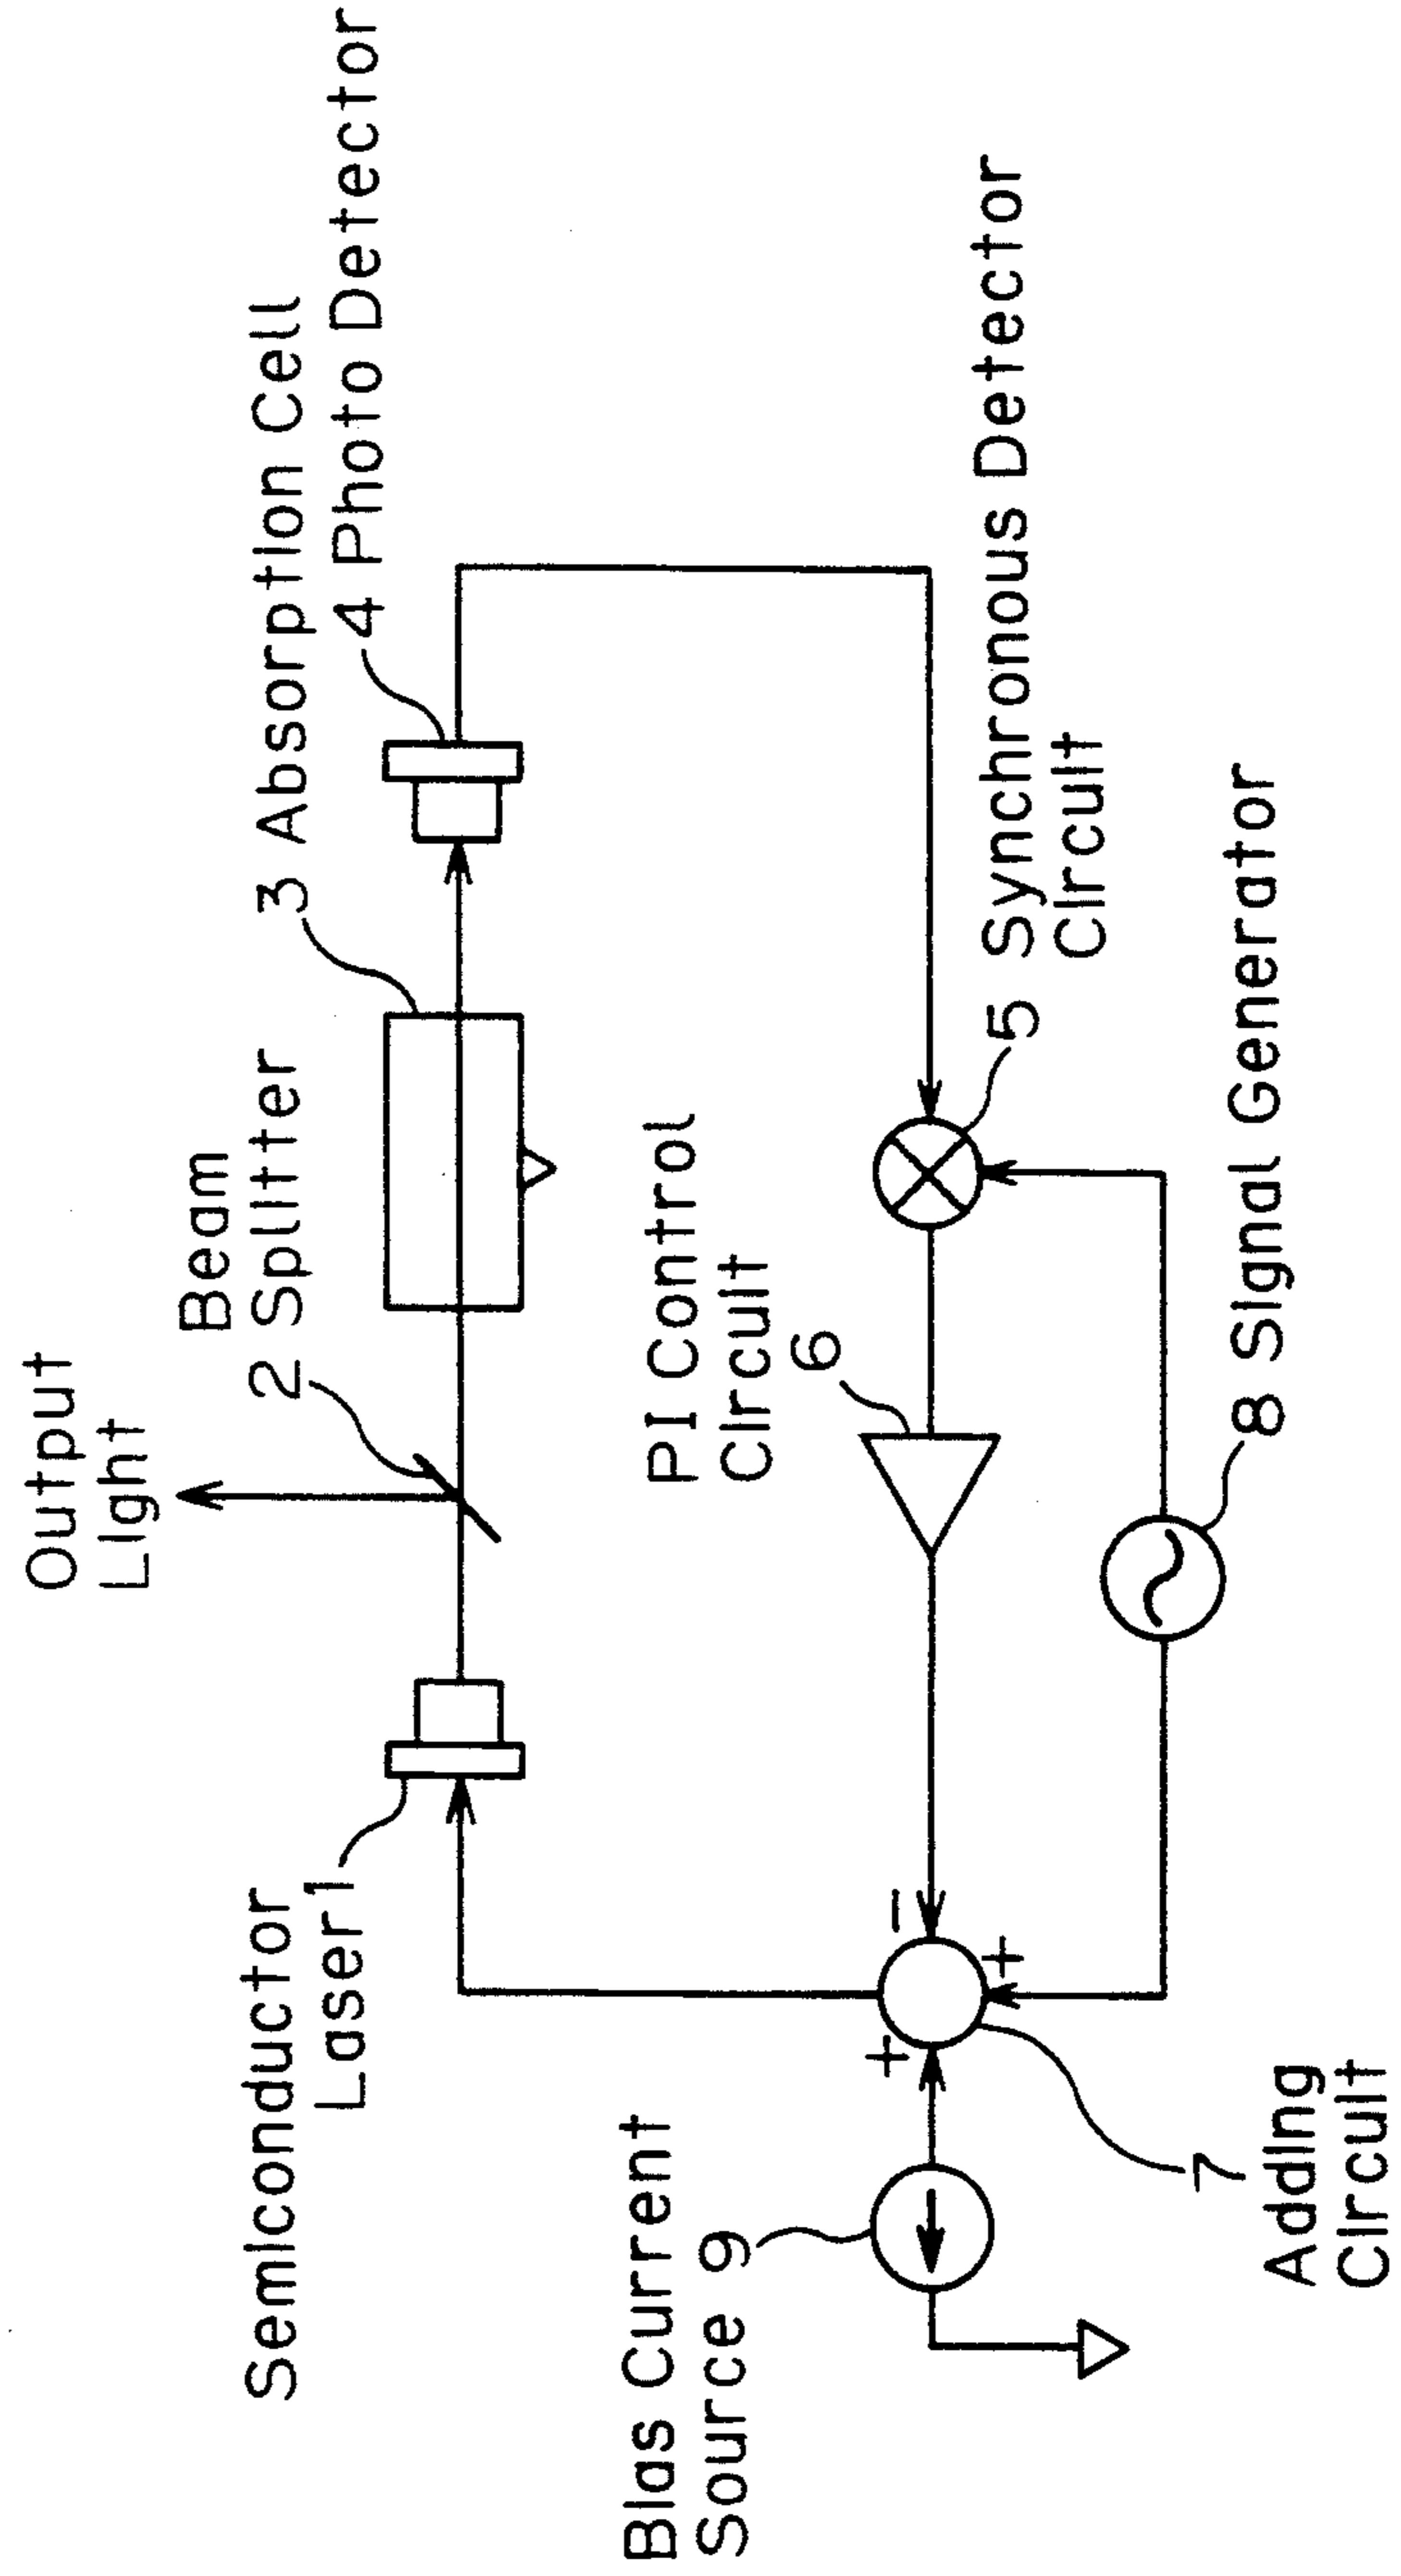 Output
Light
Beam
2 Splitter
3 Absorption Cell
4 Photo Detector
Semiconductor
Laser 1
PI Control
Circuit
6
Bias Current
Source 9
−
+
+
5 Synchronous Detector
Circuit
8 Signal Generator
7
Adding
Circuit